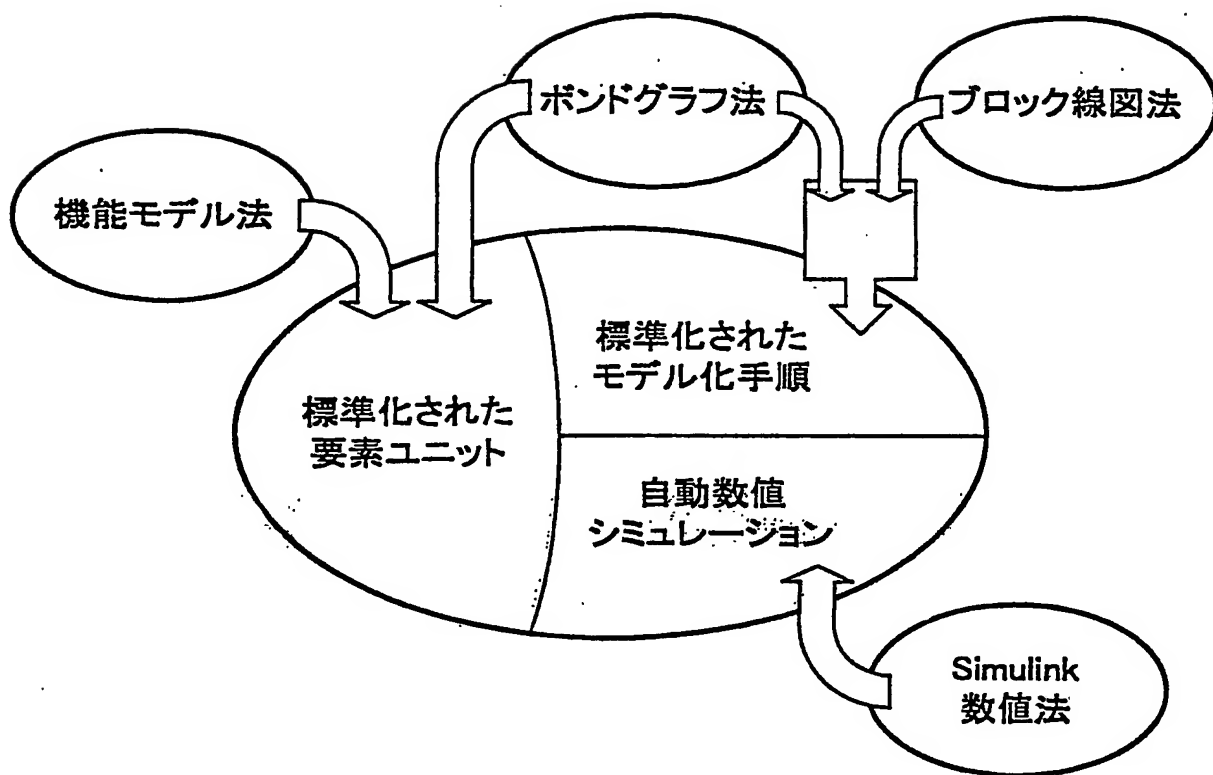 ボンドグラフ法
ブロック線図法
機能モデル法
標準化された
モデル化手順
標準化された
要素ユニット
自動数値
シミュレーション
Simulink
数値法